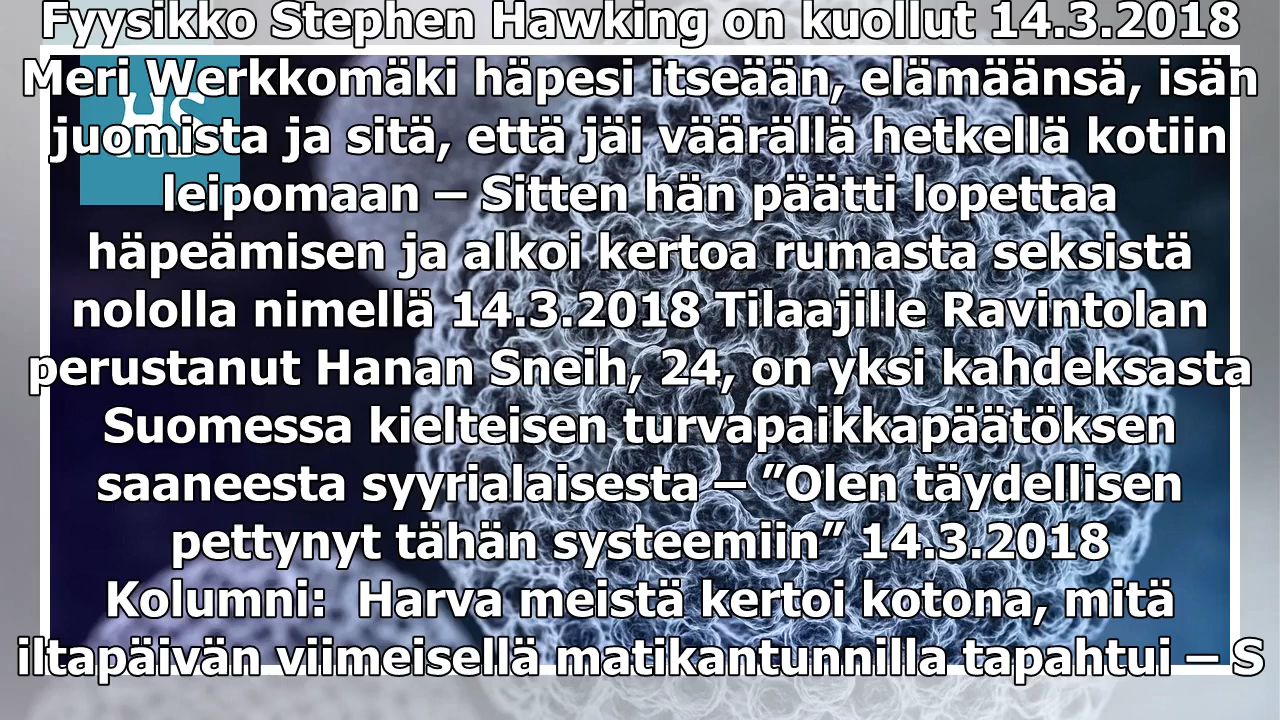 Fyysikko Stephen Hawking on kuollut 14.3.2018
Meri Werkkomäki häpesi itseään, elämäänsä, isän
juomista ja sitä, että jäi väärällä hetkellä kotiin
leipomaan – Sitten hän päätti lopettaa
häpeämisen ja alkoi kertoa rumasta seksistä
nololla nimellä 14.3.2018 Tilaajille Ravintolan
perustanut Hanan Sneih, 24, on yksi kahdeksasta
Suomessa kielteisen turvapaikkapäätöksen
saaneesta syyrialaisesta – ”Olen täydellisen
pettynyt tähän systeemiin” 14.3.2018
Kolumni:  Harva meistä kertoi kotona, mitä
iltapäivän viimeisellä matikantunnilla tapahtui – S
HS